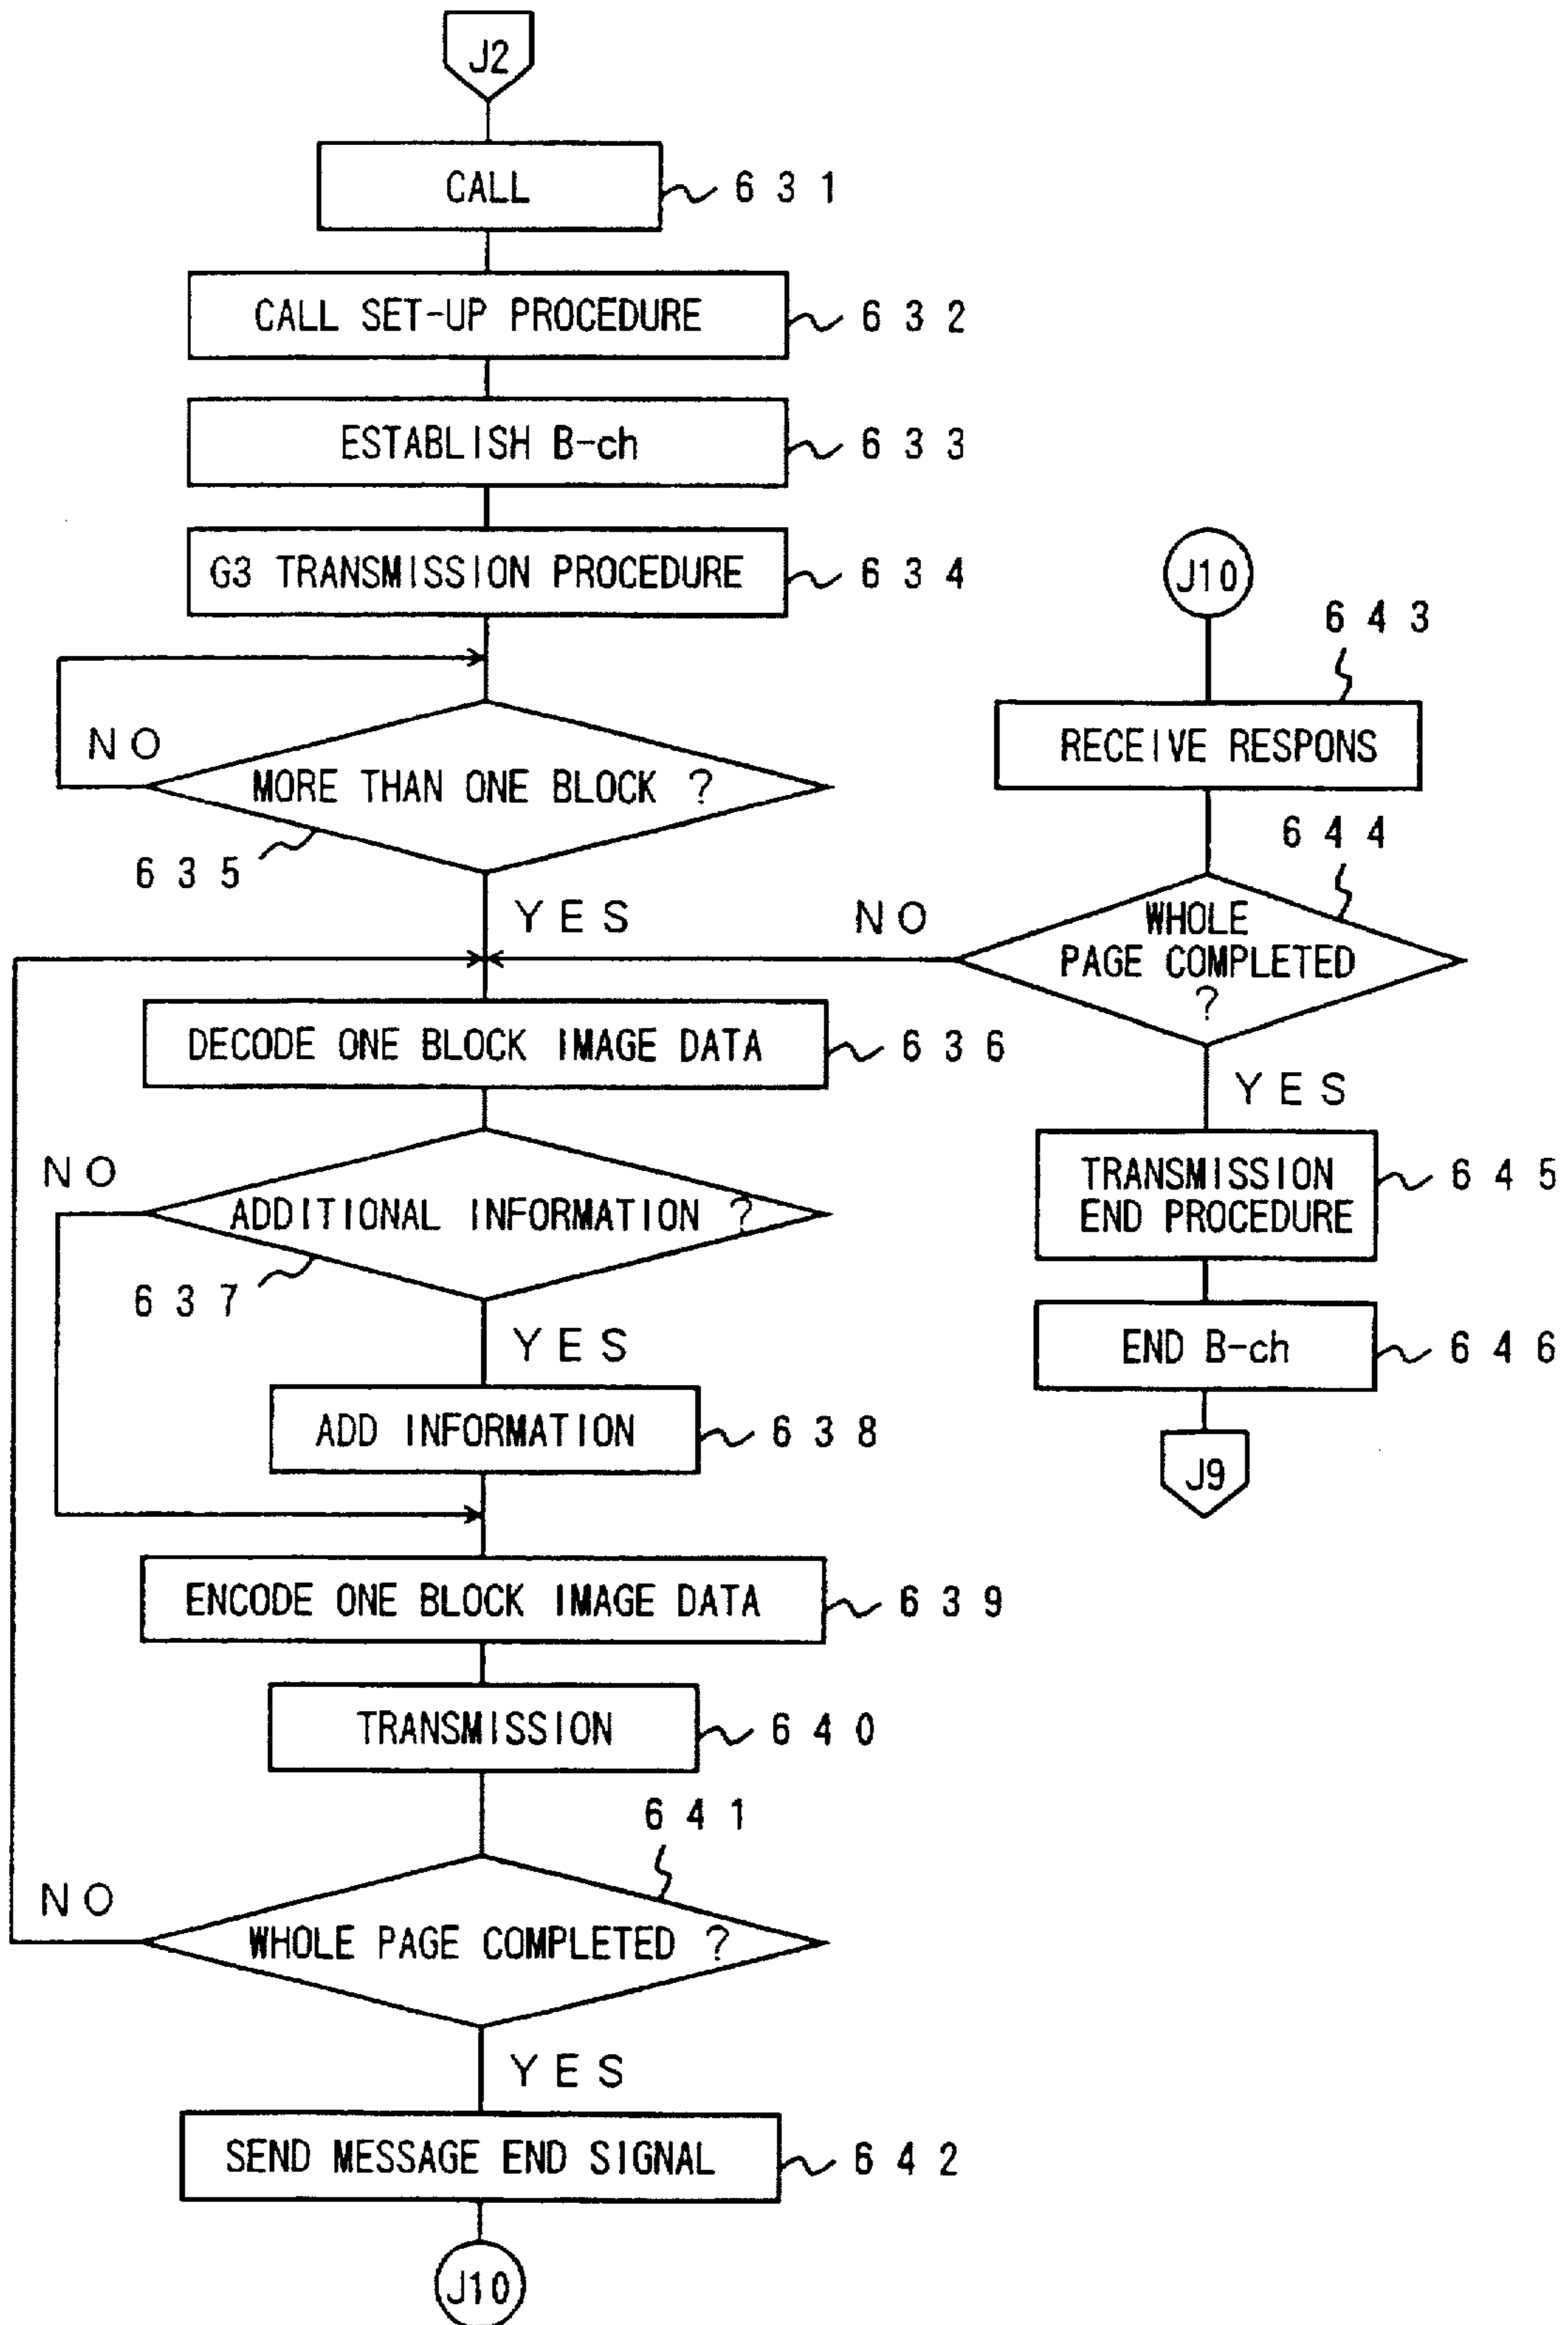 J2
CALL
631
CALL SET-UP PROCEDURE
632
ESTABLISH B-ch
633
G3 TRANSMISSION PROCEDURE
634
NO
MORE THAN ONE BLOCK ?
635
YES
DECODE ONE BLOCK IMAGE DATA
636
NO
ADDITIONAL INFORMATION ?
637
YES
ADD INFORMATION
638
ENCODE ONE BLOCK IMAGE DATA
639
TRANSMISSION
640
641
NO
WHOLE PAGE COMPLETED ?
YES
SEND MESSAGE END SIGNAL
642
J10
J10
643
RECEIVE RESPONS
644
NO
WHOLE
PAGE COMPLETED
?
YES
TRANSMISSION
END PROCEDURE
645
END B-ch
646
J9